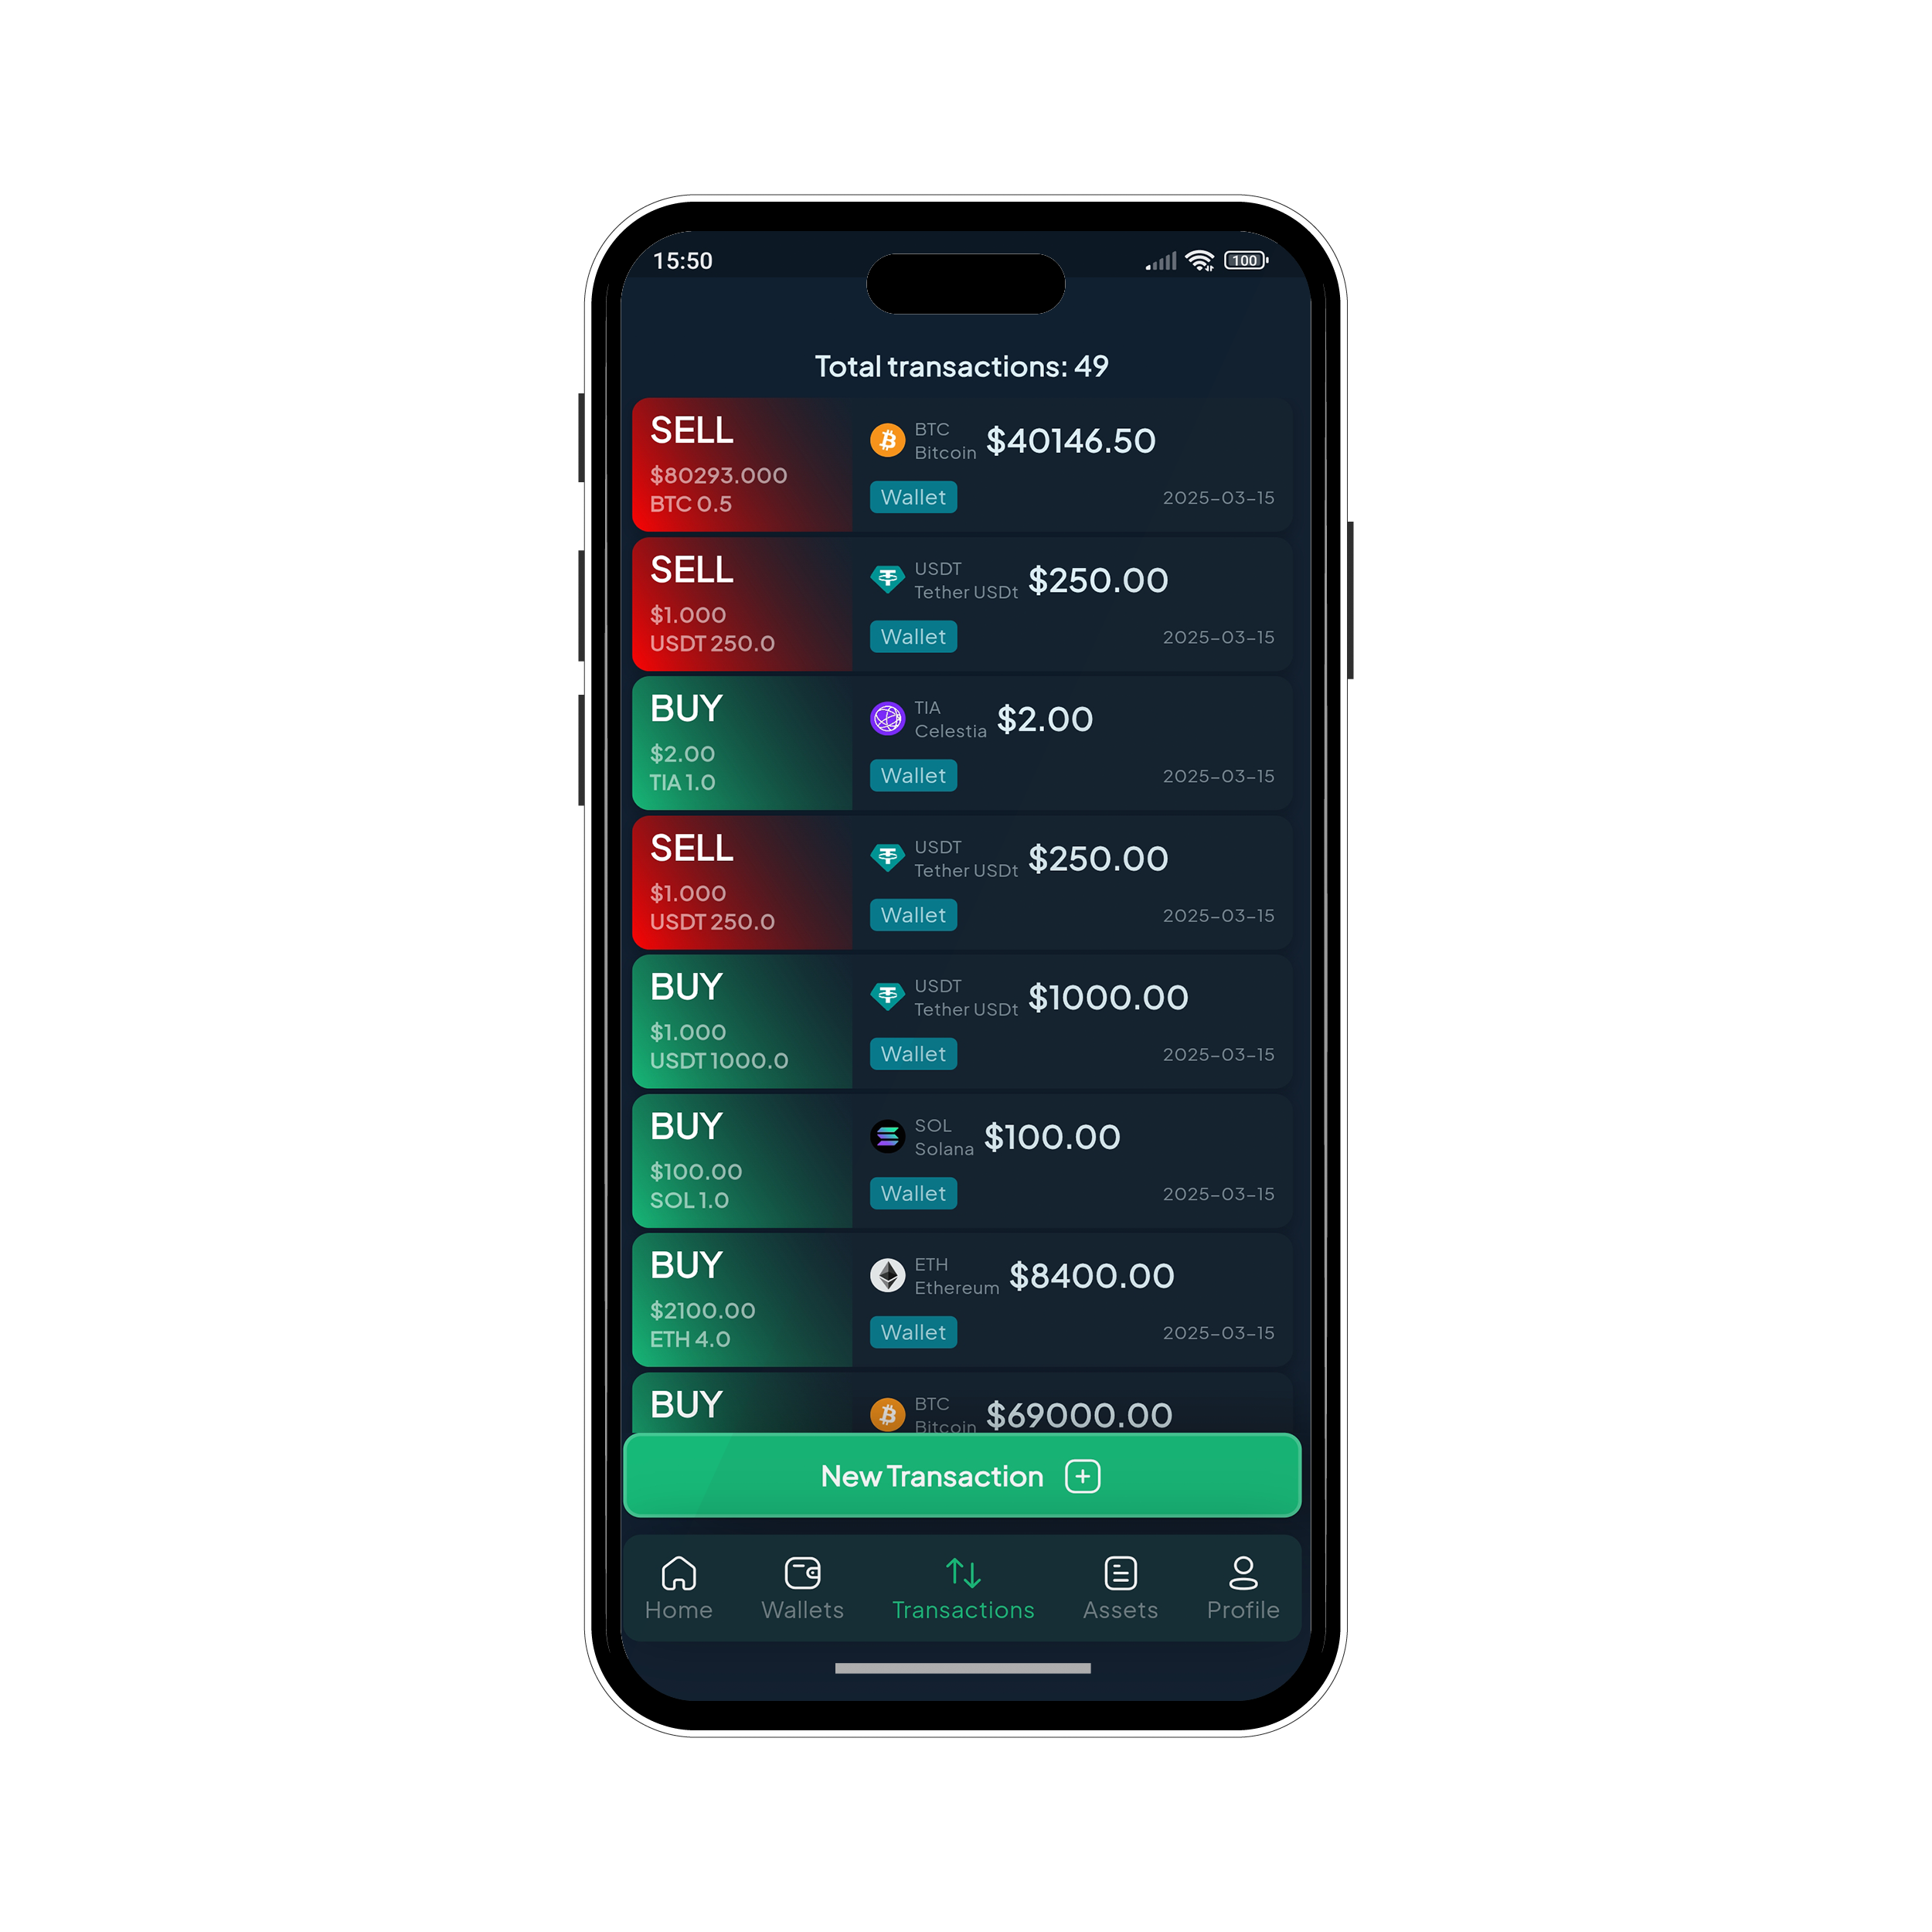 15:50
100
Total transactions: 49
SELL
$80293.000
BTC 0.5
BTC
Bitcoin
$40146.50
Wallet
2025-03-15
SELL
$1.000
USDT 250.0
USDT
Tether USDt
$250.00
Wallet
2025-03-15
BUY
$2.00
TIA 1.0
TIA
Celestia
$2.00
Wallet
2025-03-15
SELL
$1.000
USDT 250.0
USDT
Tether USDt
$250.00
Wallet
2025-03-15
BUY
$1.000
USDT 1000.0
USDT
Tether USDt
$1000.00
Wallet
2025-03-15
BUY
$100.00
SOL 1.0
SOL
Solana
$100.00
Wallet
2025-03-15
BUY
$2100.00
ETH 4.0
ETH
Ethereum
$8400.00
Wallet
2025-03-15
BUY
BTC
Bitcoin
$69000.00
New Transaction
Home
Wallets
Transactions
Assets
Profile